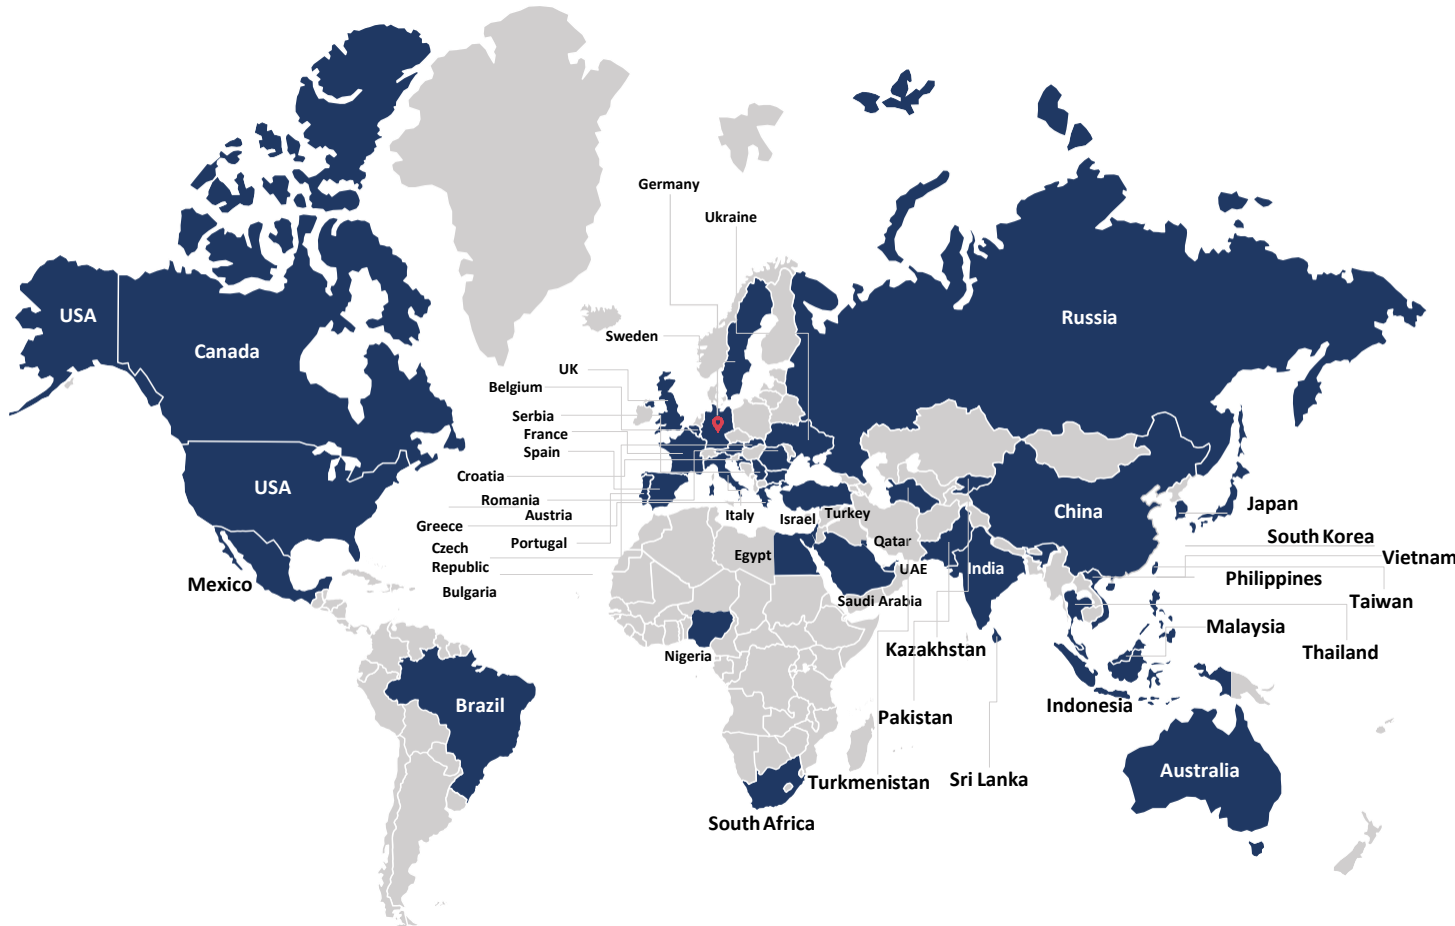 Germany
Ukraine
USA
Russia
Sweden
Canada
UK
Belgium
Serbia
France
Spain
Croatia
USA
Romania
Japan
China
Italy
Israel
Turkey
Austria
Greece
South Korea
Portugal
Qatar
Czech
Republic
Egypt
Vietnam
UAE
India
Mexico
Philippines
Bulgaria
Saudi Arabia
Taiwan
Malaysia
Kazakhstan
Thailand
Nigeria
Brazil
Indonesia
Pakistan
Australia
Turkmenistan
Sri Lanka
South Africa